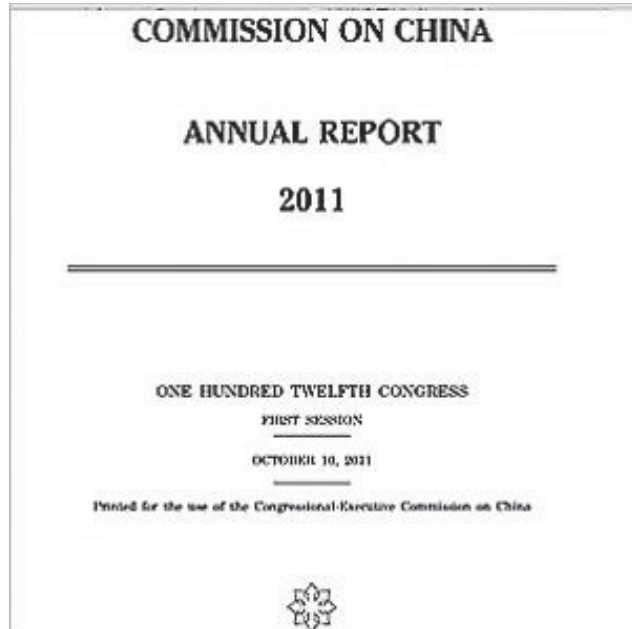 COMMISSION ON CHINA
ANNUAL REPORT
2011
ONE HUNDRED TWELFTH CONGRESS
FIRST SESSION
OCTOBER 10, 2011
Printed for the use of the Congressional-Executive Commission on China